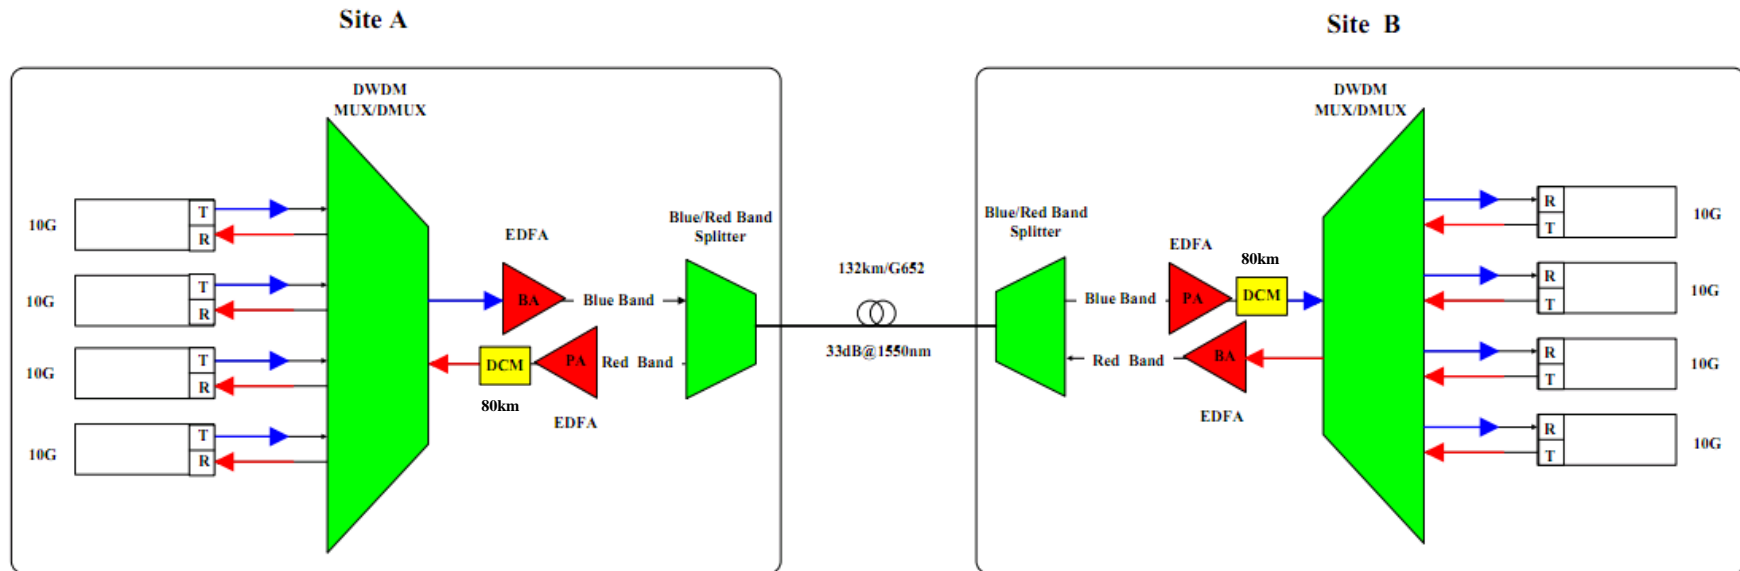 Site A
Site B
DWDM
MUX/DMUX
10G
T
R
10G
T
R
10G
T
R
10G
T
R
EDFA
BA
Blue Band
DCM
80km
PA
Red Band
EDFA
Blue/Red Band
Splitter
132km/G652
33dB@1550nm
Blue/Red Band
Splitter
Blue Band
Red Band
EDFA
PA
80km
DCM
BA
EDFA
DWDM
MUX/DMUX
R
T
10G
R
T
10G
R
T
10G
R
T
10G